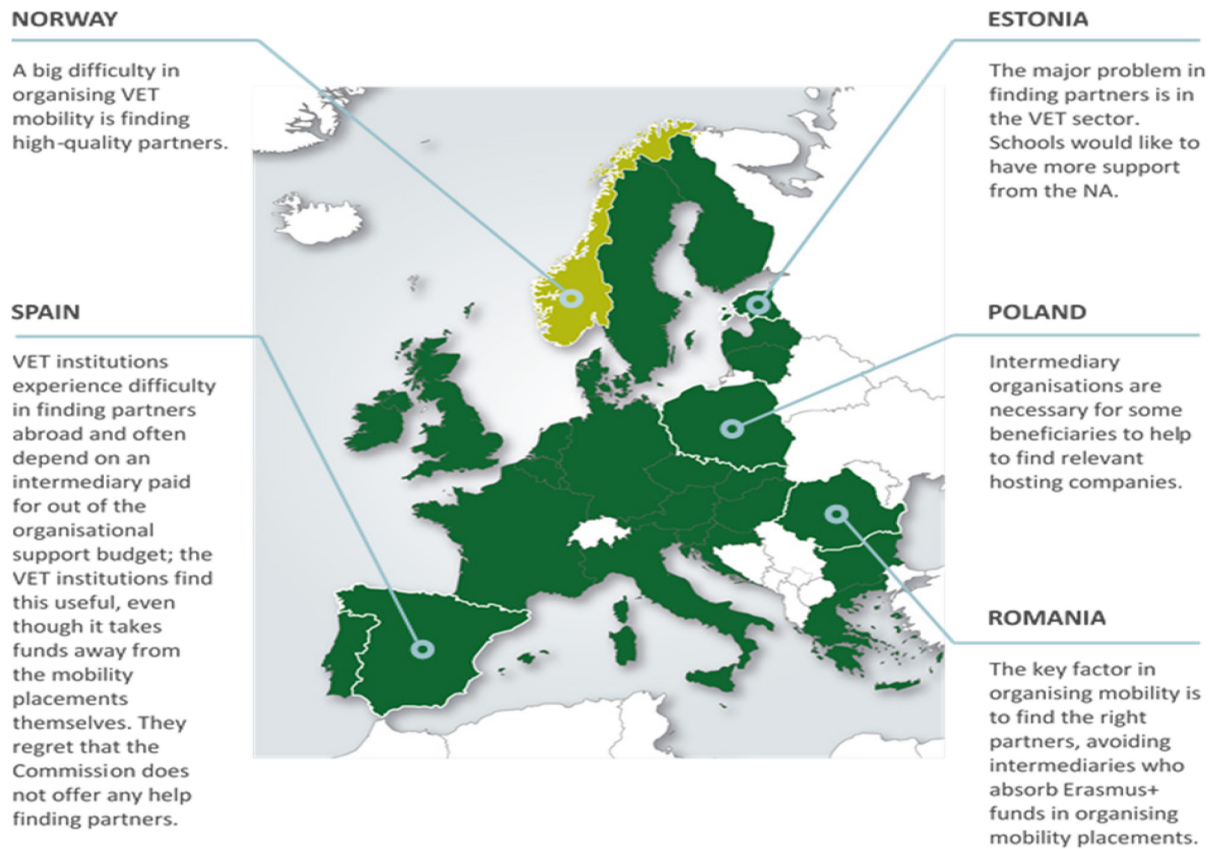 NORWAY
A big difficulty in
organising VET
mobility is finding
high-quality partners.
SPAIN
VET institutions
experience difficulty
in finding partners
abroad and often
depend on an
intermediary paid
for out of the
organisational
support budget; the
VET institutions find
this useful, even
though it takes
funds away from
the mobility
placements
themselves. They
regret that the
Commission does
not offer any help
finding partners.
ESTONIA
The major problem in
finding partners is in
the VET sector.
Schools would like to
have more support
from the NA.
POLAND
Intermediary
organisations are
necessary for some
beneficiaries to help
to find relevant
hosting companies.
ROMANIA
The key factor in
organising mobility is
to find the right
partners, avoiding
intermediaries who
absorb Erasmus+
funds in organising
mobility placements.